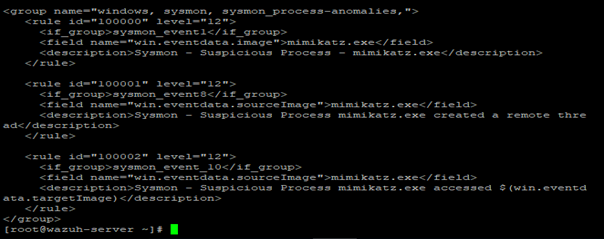 <group name="windows, sysmon, sysmon_process-anomalies,">
<rule id="100000" level="12">
<if_group>sysmon_event1</if_group>
<field name="win.eventdata.image">mimikatz.exe</field>
<description>Sysmon - Suspicious Process - mimikatz.exe</description>
</rule>
<rule id="100001" level="12">
<if_group>sysmon_event8</if_group>
<field name="win.eventdata.sourceImage">mimikatz.exe</field>
<description>Sysmon - Suspicious Process mimikatz.exe created a remote thre
ad</description>
</rule>
<rule id="100002" level="12">
<if_group>sysmon_event_10</if_group>
<field name="win.eventdata.sourceImage">mimikatz.exe</field>
<description>Sysmon - Suspicious Process mimikatz.exe accessed $(win.eventd
ata.targetImage)</description>
</rule>
</group>
[root@wazuh-server ~]#